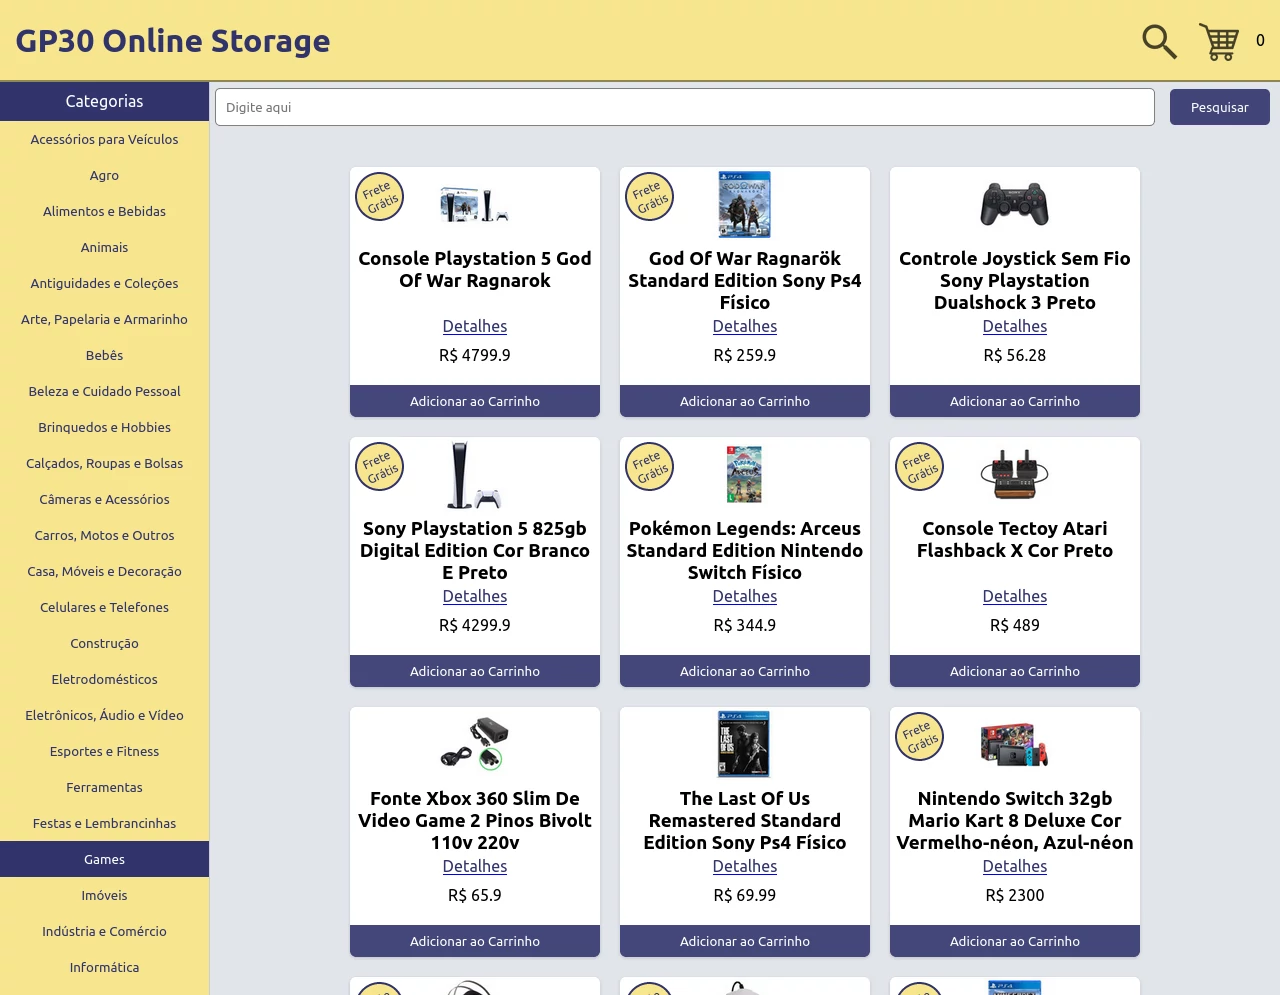 GP30 Online Storage
0
Categorias
Acessórios para Veículos
Agro
Alimentos e Bebidas
Animais
Antiguidades e Coleções
Arte, Papelaria e Armarinho
Bebês
Beleza e Cuidado Pessoal
Brinquedos e Hobbies
Calçados, Roupas e Bolsas
Câmeras e Acessórios
Carros, Motos e Outros
Casa, Móveis e Decoração
Celulares e Telefones
Construção
Eletrodomésticos
Eletrônicos, Áudio e Vídeo
Esportes e Fitness
Ferramentas
Festas e Lembrancinhas
Games
Imóveis
Indústria e Comércio
Informática
Digite aqui
Pesquisar
Frete
Grátis
Console Playstation 5 God
Of War Ragnarok
Detalhes
R$ 4799.9
Adicionar ao Carrinho
Frete
Grátis
PS4
GOD OF WAR
God Of War Ragnarök
Standard Edition Sony Ps4
Físico
Detalhes
R$ 259.9
Adicionar ao Carrinho
Controle Joystick Sem Fio
Sony Playstation
Dualshock 3 Preto
Detalhes
R$ 56.28
Adicionar ao Carrinho
Frete
Grátis
Sony Playstation 5 825gb
Digital Edition Cor Branco
E Preto
Detalhes
R$ 4299.9
Adicionar ao Carrinho
Frete
Grátis
Pokémon Legends: Arceus
Standard Edition Nintendo
Switch Físico
Detalhes
R$ 344.9
Adicionar ao Carrinho
Frete
Grátis
Console Tectoy Atari
Flashback X Cor Preto
Detalhes
R$ 489
Adicionar ao Carrinho
Fonte Xbox 360 Slim De
Video Game 2 Pinos Bivolt
110v 220v
Detalhes
R$ 65.9
Adicionar ao Carrinho
PS4
THE LAST OF US
The Last Of Us
Remastered Standard
Edition Sony Ps4 Físico
Detalhes
R$ 69.99
Adicionar ao Carrinho
Frete
Grátis
Nintendo Switch 32gb
Mario Kart 8 Deluxe Cor
Vermelho-néon, Azul-néon
Detalhes
R$ 2300
Adicionar ao Carrinho
PS4